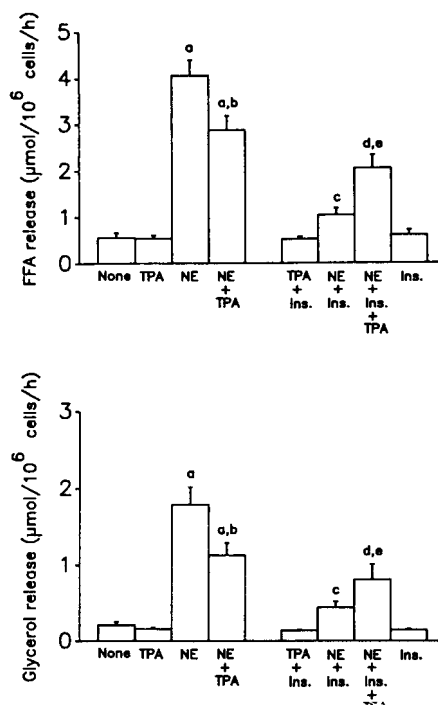 FFA release (μmol/10⁶ cells/h)
5
4
3
2
1
0
a
a,b
c
d,e
None TPA NE NE + TPA TPA + Ins. NE + Ins. NE + Ins. + TPA Ins.
Glycerol release (μmol/10⁶ cells/h)
3
2
1
0
a
a,b
c
d,e
None TPA NE NE + TPA TPA + Ins. NE + Ins. NE + Ins. + TPA Ins.